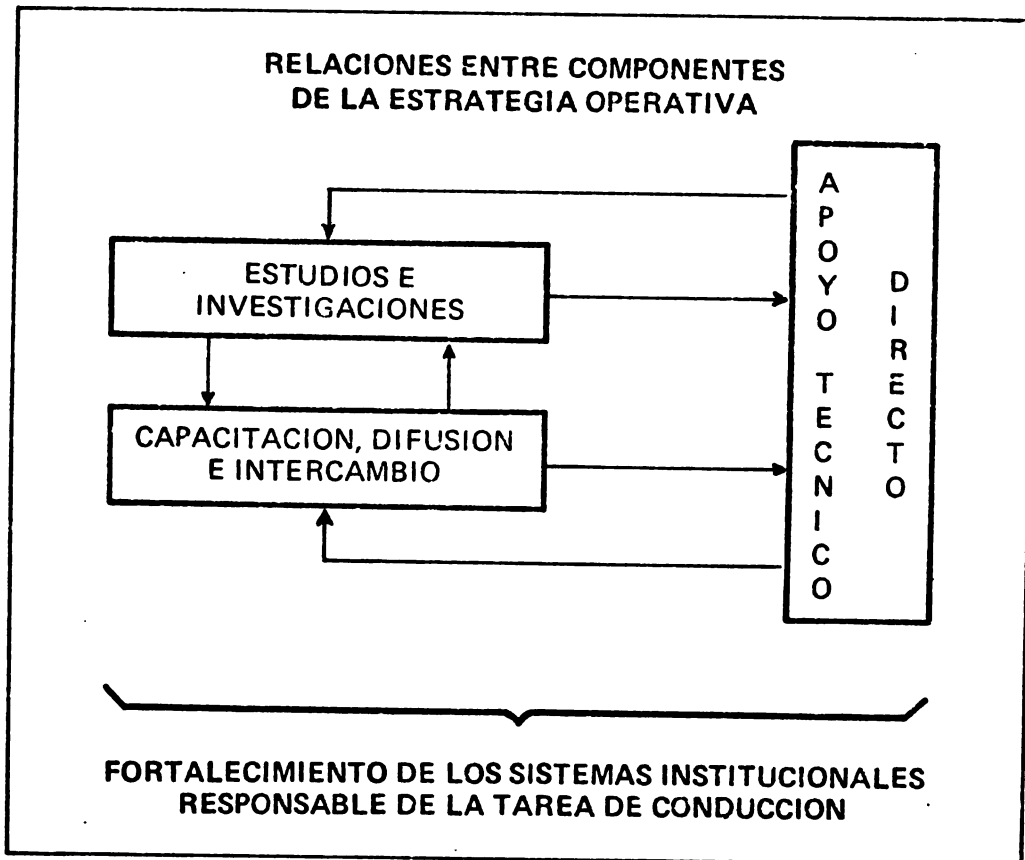 RELACIONES ENTRE COMPONENTES
DE LA ESTRATEGIA OPERATIVA
ESTUDIOS E
INVESTIGACIONES
CAPACITACION, DIFUSION
E INTERCAMBIO
APOYO TECNICO
DIRECTO
FORTALECIMIENTO DE LOS SISTEMAS INSTITUCIONALES
RESPONSABLE DE LA TAREA DE CONDUCCION